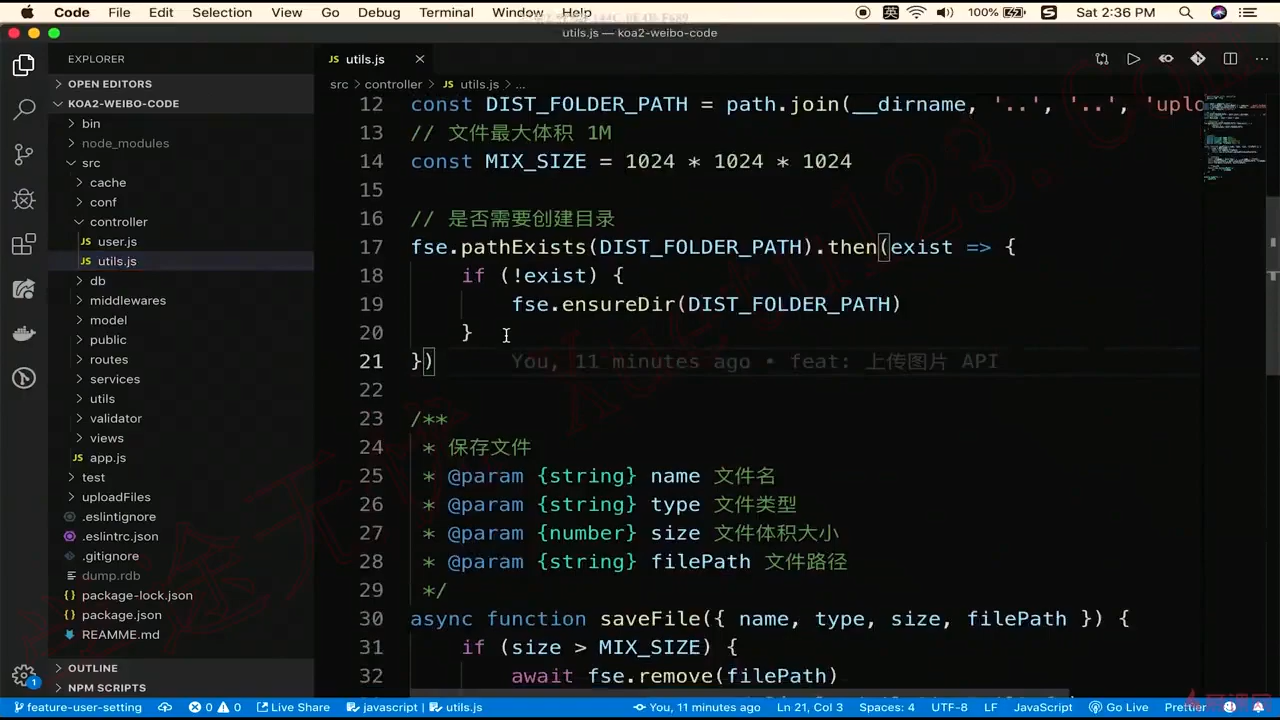 Code File Edit Selection View Go Debug Terminal Window Help 英 100% S Sat 2:36 PM
utils.js — koa2-weibo-code
EXPLORER
JS utils.js ×
OPEN EDITORS
src > controller > JS utils.js > ...
KOA2-WEIBO-CODE
bin
node_modules
src
cache
conf
controller
JS user.js
JS utils.js
db
middlewares
model
public
routes
services
utils
validator
views
JS app.js
test
uploadFiles
.eslintignore
.eslintrc.json
.gitignore
dump.rdb
package-lock.json
package.json
README.md
OUTLINE
NPM SCRIPTS
1
12 const DIST_FOLDER_PATH = path.join(__dirname, '..', '..', 'uplo
13 // 文件最大体积 1M
14 const MIX_SIZE = 1024 * 1024 * 1024
15
16 // 是否需要创建目录
17 fse.pathExists(DIST_FOLDER_PATH).then(exist => {
18 if (!exist) {
19 fse.ensureDir(DIST_FOLDER_PATH)
20 }
21 }) You, 11 minutes ago • feat: 上传图片 API
22
23 /**
24 * 保存文件
25 * @param {string} name 文件名
26 * @param {string} type 文件类型
27 * @param {number} size 文件体积大小
28 * @param {string} filePath 文件路径
29 */
30 async function saveFile({ name, type, size, filePath }) {
31 if (size > MIX_SIZE) {
32 await fse.remove(filePath)
feature-user-setting 0 0 Live Share javascript | utils.js You, 11 minutes ago Ln 21, Col 3 Spaces: 4 UTF-8 LF JavaScript Go Live Prettier